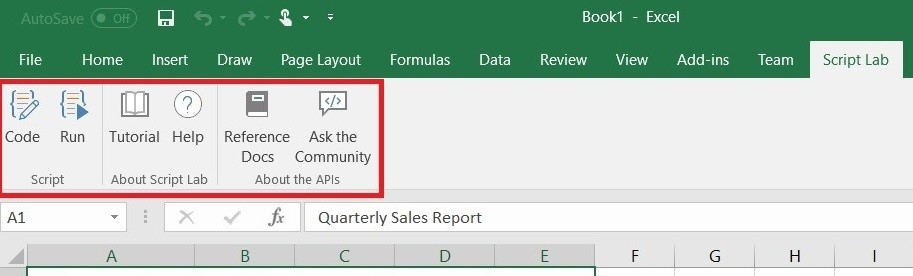 AutoSave Off Book1 - Excel
File Home Insert Draw Page Layout Formulas Data Review View Add-ins Team Script Lab
Code Run Tutorial Help Reference Docs Ask the Community
Script About Script Lab About the APIs
A1 fx Quarterly Sales Report
A B C D E F G H I